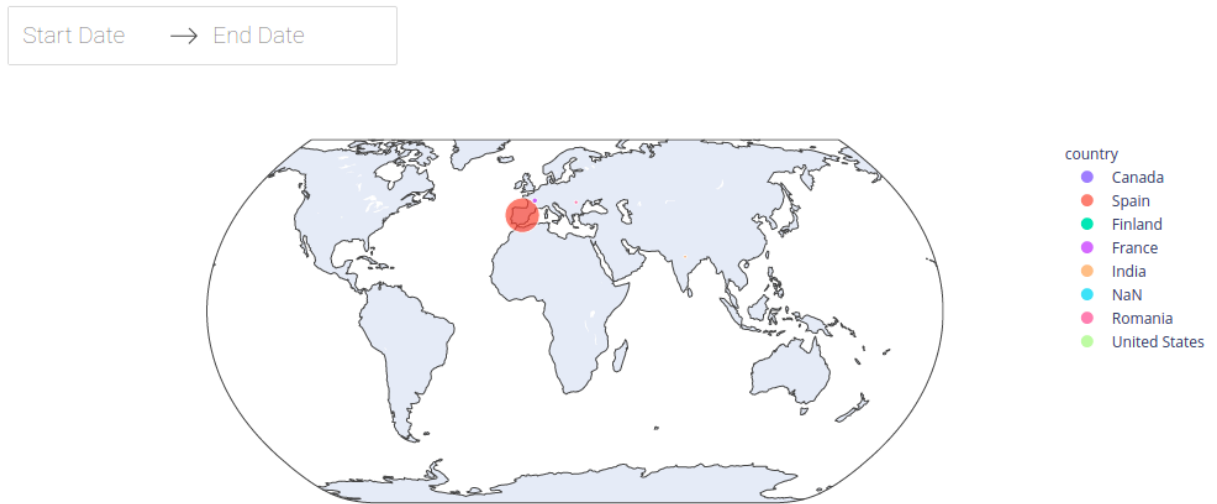 Start Date → End Date
country
Canada
Spain
Finland
France
India
NaN
Romania
United States